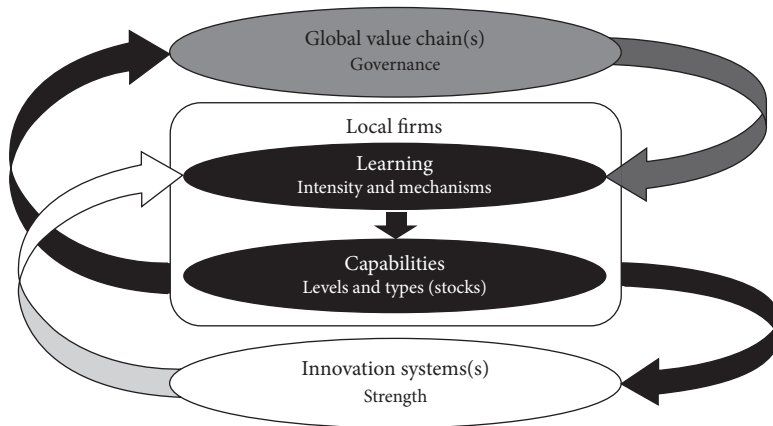 Global value chain(s)
Governance
Local firms
Learning
Intensity and mechanisms
Capabilities
Levels and types (stocks)
Innovation systems(s)
Strength